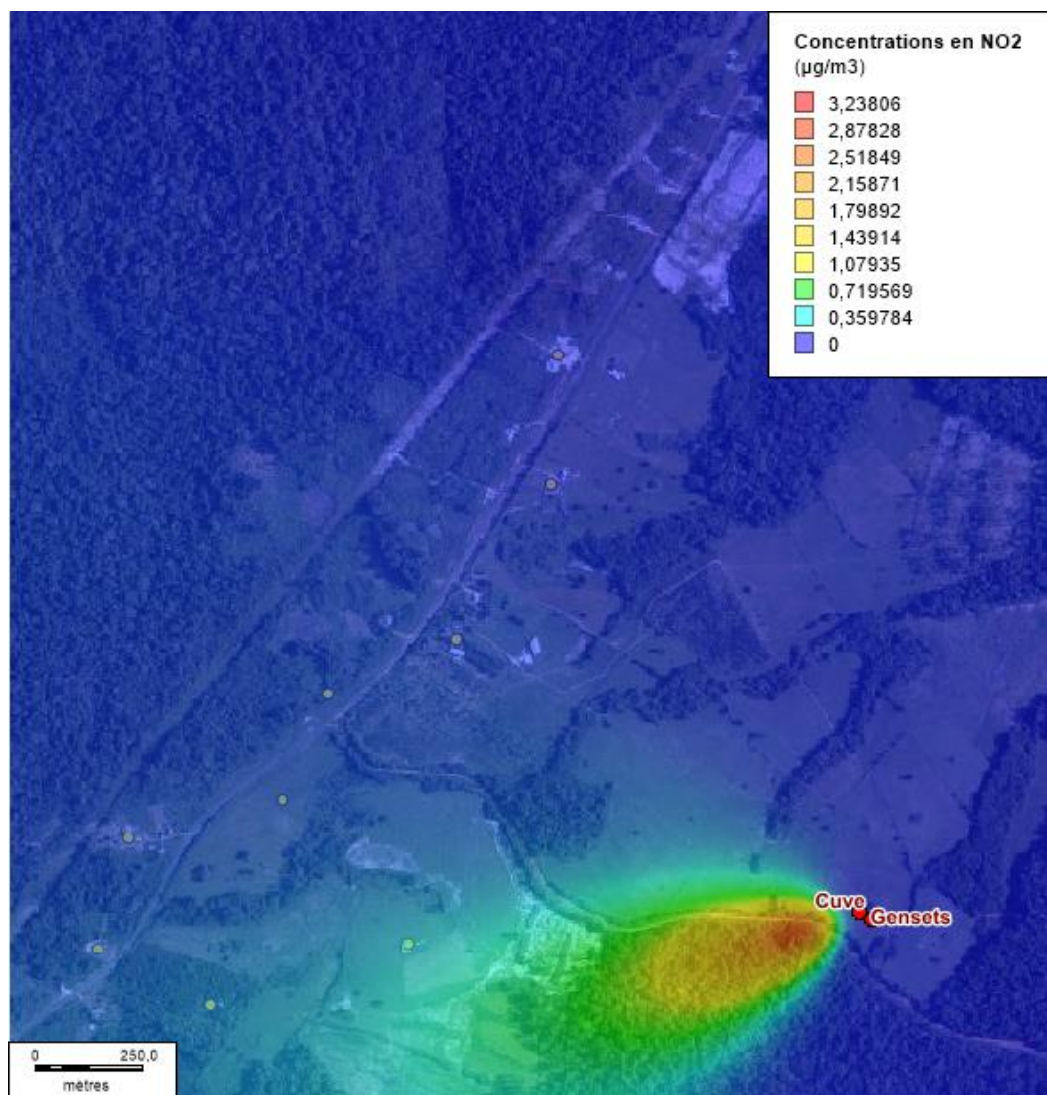 Concentrations en NO2
(µg/m3)
3,23806
2,87828
2,51849
2,15871
1,79892
1,43914
1,07935
0,719569
0,359784
0
Cuve
Gensets
0 250,0
mètres